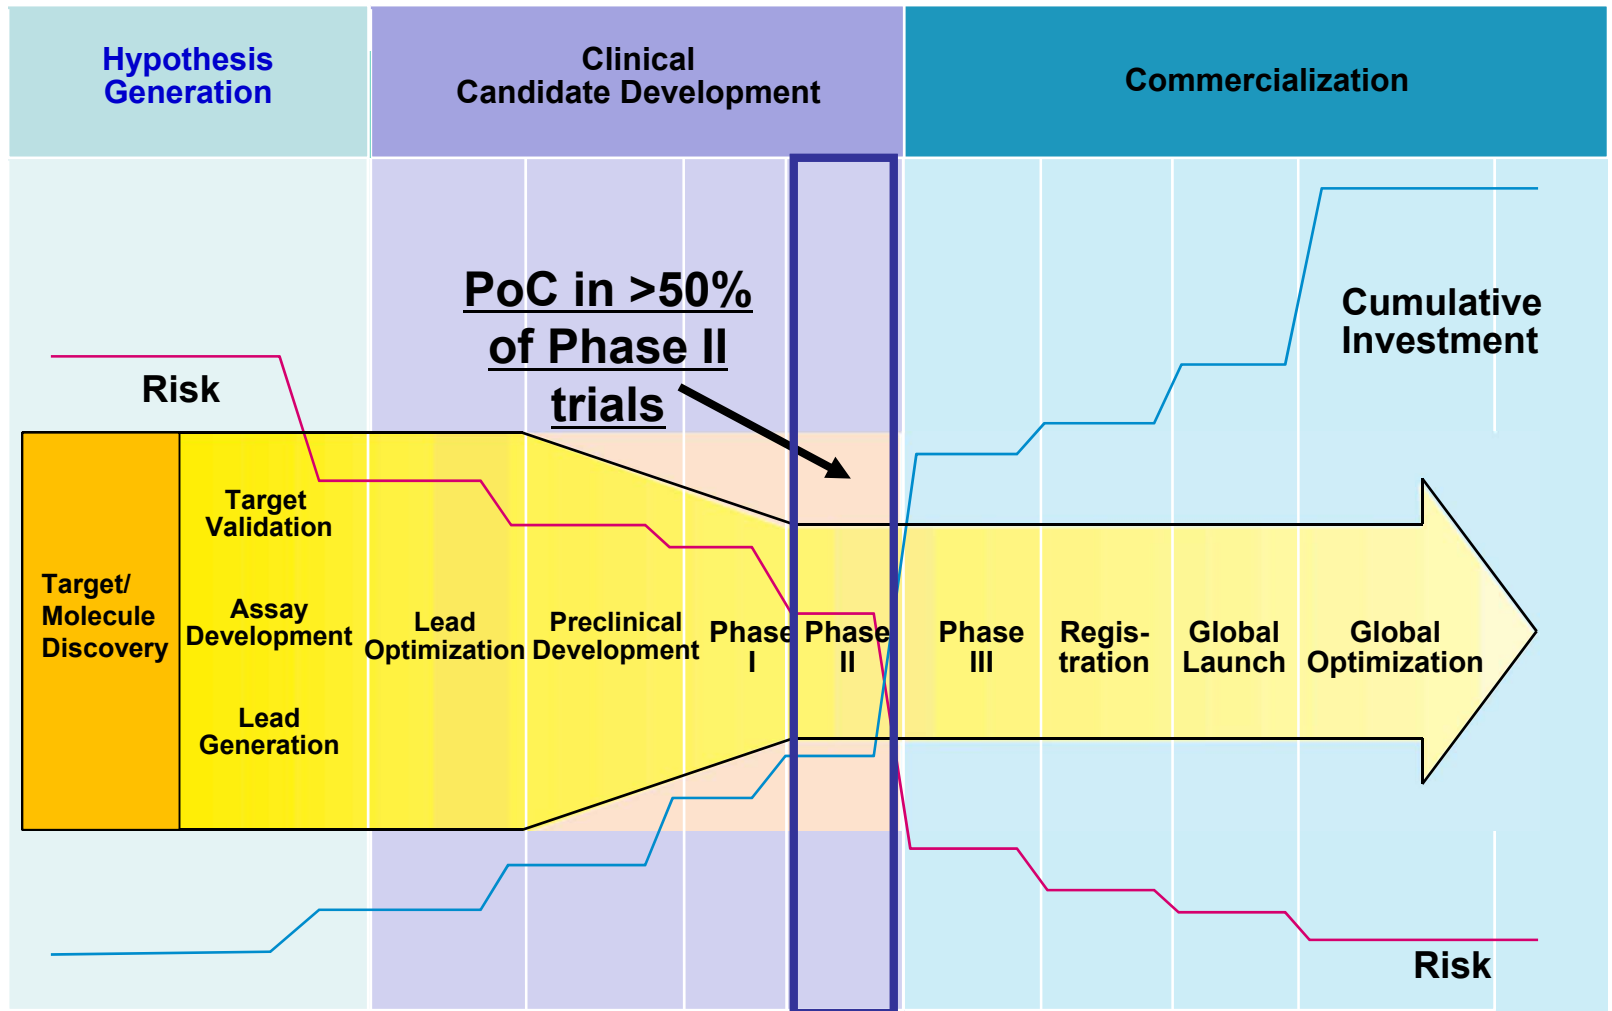 Hypothesis
Generation
Clinical
Candidate Development
Commercialization
PoC in >50%
of Phase II
trials
Risk
Cumulative
Investment
Target/
Molecule
Discovery
Target
Validation
Assay
Development
Lead
Generation
Lead
Optimization
Preclinical
Development
Phase
I
Phase
II
Phase
III
Regis-
tration
Global
Launch
Global
Optimization
Risk